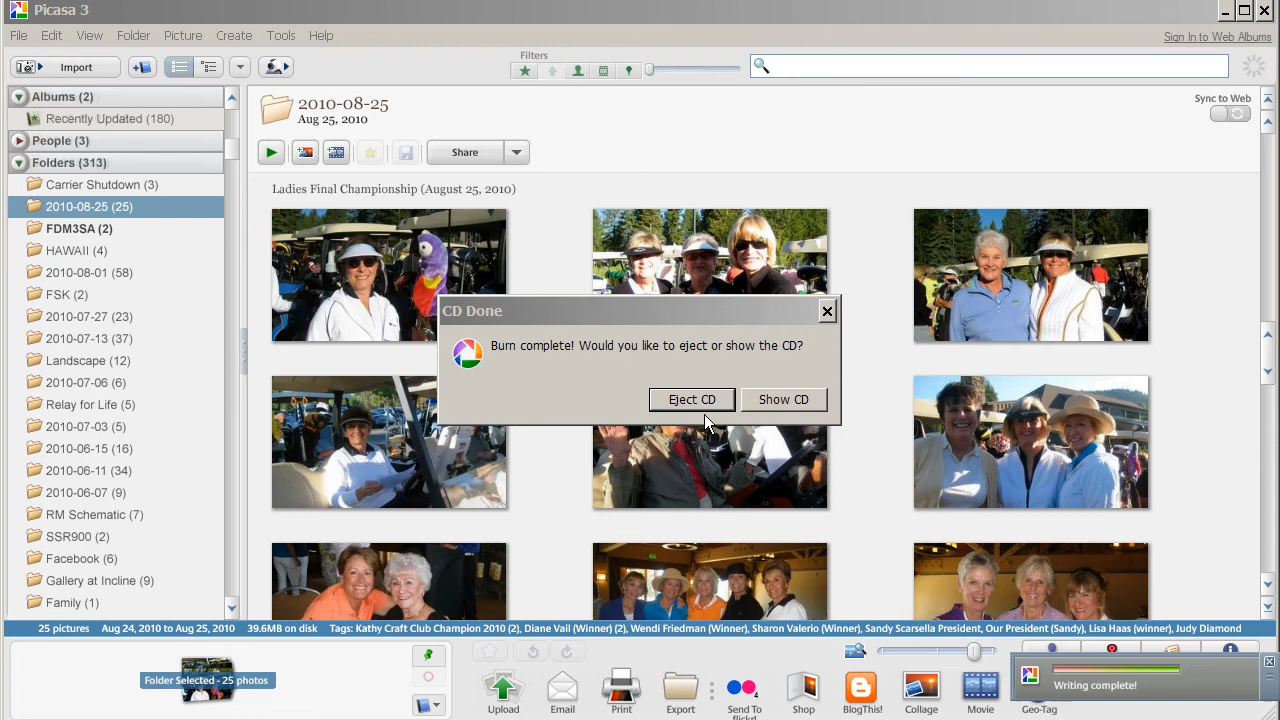 Picasa 3
File Edit View Folder Picture Create Tools Help
Sign In to Web Albums
Import
Filters
Albums (2)
Recently Updated (180)
People (3)
Folders (313)
Carrier Shutdown (3)
2010-08-25 (25)
FDM3SA (2)
HAWAII (4)
2010-08-01 (58)
FSK (2)
2010-07-27 (23)
2010-07-13 (37)
Landscape (12)
2010-07-06 (6)
Relay for Life (5)
2010-07-03 (5)
2010-06-15 (16)
2010-06-11 (34)
2010-06-07 (9)
RM Schematic (7)
SSR900 (2)
Facebook (6)
Gallery at Incline (9)
Family (1)
2010-08-25
Aug 25, 2010
Sync to Web
Share
Ladies Final Championship (August 25, 2010)
CD Done
Burn complete! Would you like to eject or show the CD?
Eject CD Show CD
25 pictures Aug 24, 2010 to Aug 25, 2010 39.6MB on disk Tags: Kathy Craft Club Champion 2010 (2), Diane Vail (Winner) (2), Wendi Friedman (Winner), Sharon Valerio (Winner), Sandy Scarsella President, Our President (Sandy), Lisa Haas (winner), Judy Diamond
Folder Selected - 25 photos
Upload Email Print Export Send To flickr Shop BlogThis! Collage Movie Geo-Tag
Writing complete!